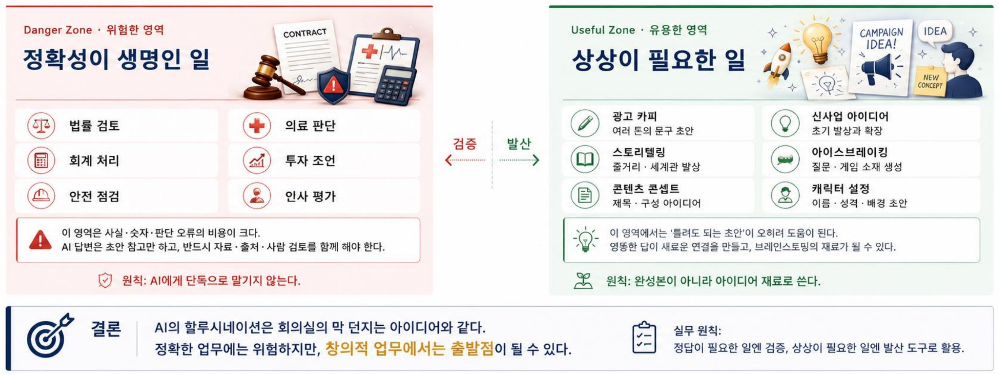 Danger Zone · 위험한 영역
정확성이 생명인 일
CONTRACT
법률 검토
의료 판단
회계 처리
투자 조언
안전 점검
인사 평가
이 영역은 사실·숫자·판단 오류의 비용이 크다.
AI 답변은 초안 참고만 하고, 반드시 자료·출처·사람 검토를 함께 해야 한다.
원칙: AI에게 단독으로 말기지 않는다.
검증
발산
Useful Zone · 유용한 영역
상상이 필요한 일
CAMPAIGN
IDEA!
IDEA
NEW
CONCEPT
광고 카피
여러 톤의 문구 초안
신사업 아이디어
초기 발상과 확장
스토리텔링
줄거리 · 세계관 발상
아이스브레이킹
질문 · 게임 소재 생성
콘텐츠 콘셉트
제목 · 구성 아이디어
캐릭터 설정
이름 · 성격 · 배경 초안
이 영역에서는 '틀려도 되는 초안'이 오히려 도움이 된다.
영똥한 답이 새로운 연결을 만들고, 브레인스토밍의 재료가 될 수 있다.
원칙: 완성본이 아니라 아이디어 재료로 쓴다.
결론
AI의 할루시네이션은 회의실의 막 던지는 아이디어와 같다.
정확한 업무에는 위험하지만, 창의적 업무에서는 출발점이 될 수 있다.
실무 원칙:
정답이 필요한 일엔 검증, 상상이 필요한 일엔 발산 도구로 활용.